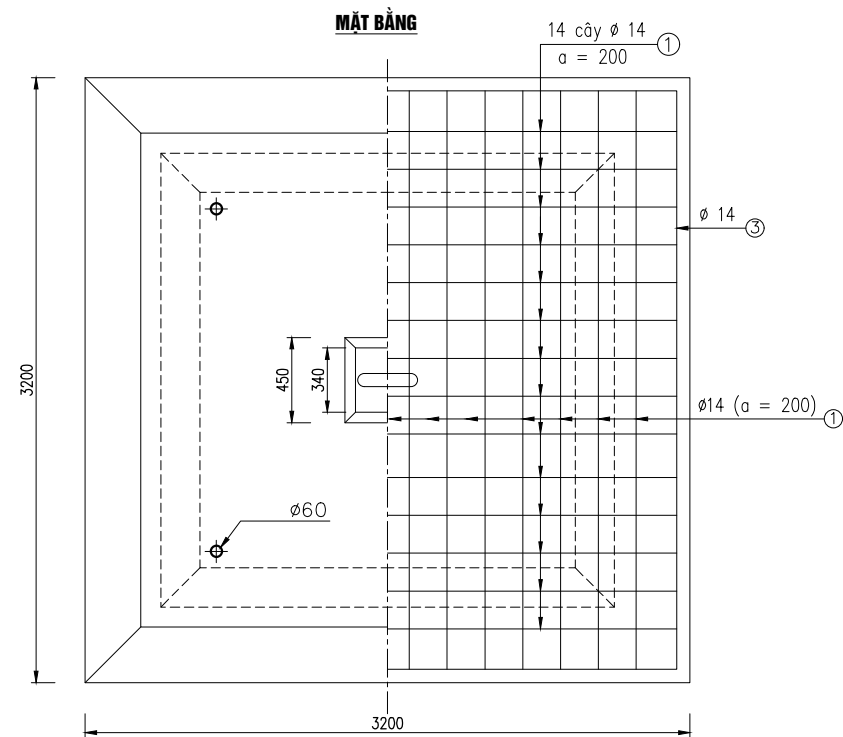 MẶT BẰNG
14 cây ø 14
1
a = 200
ø 14
3
3200
450
340
ø14 (a = 200)
1
ø60
3200